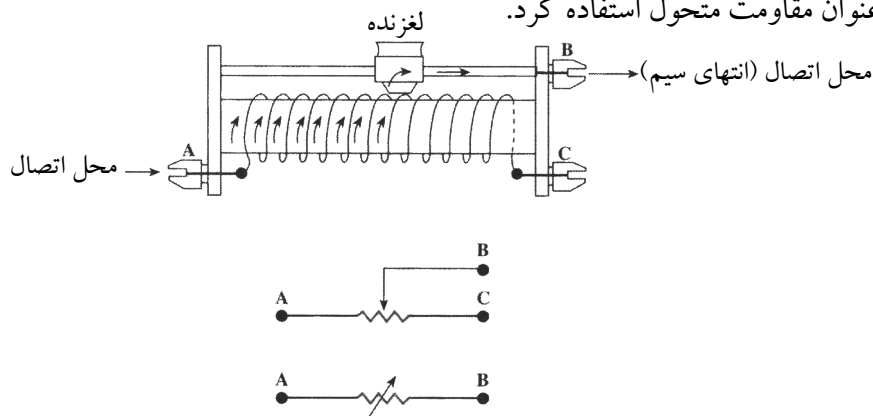 عنوان مقاومت متحول استفاده کرد.
لغزنده
B
محل اتصال (انتهای سیم)
A
C
محل اتصال
B
A
C
A
B